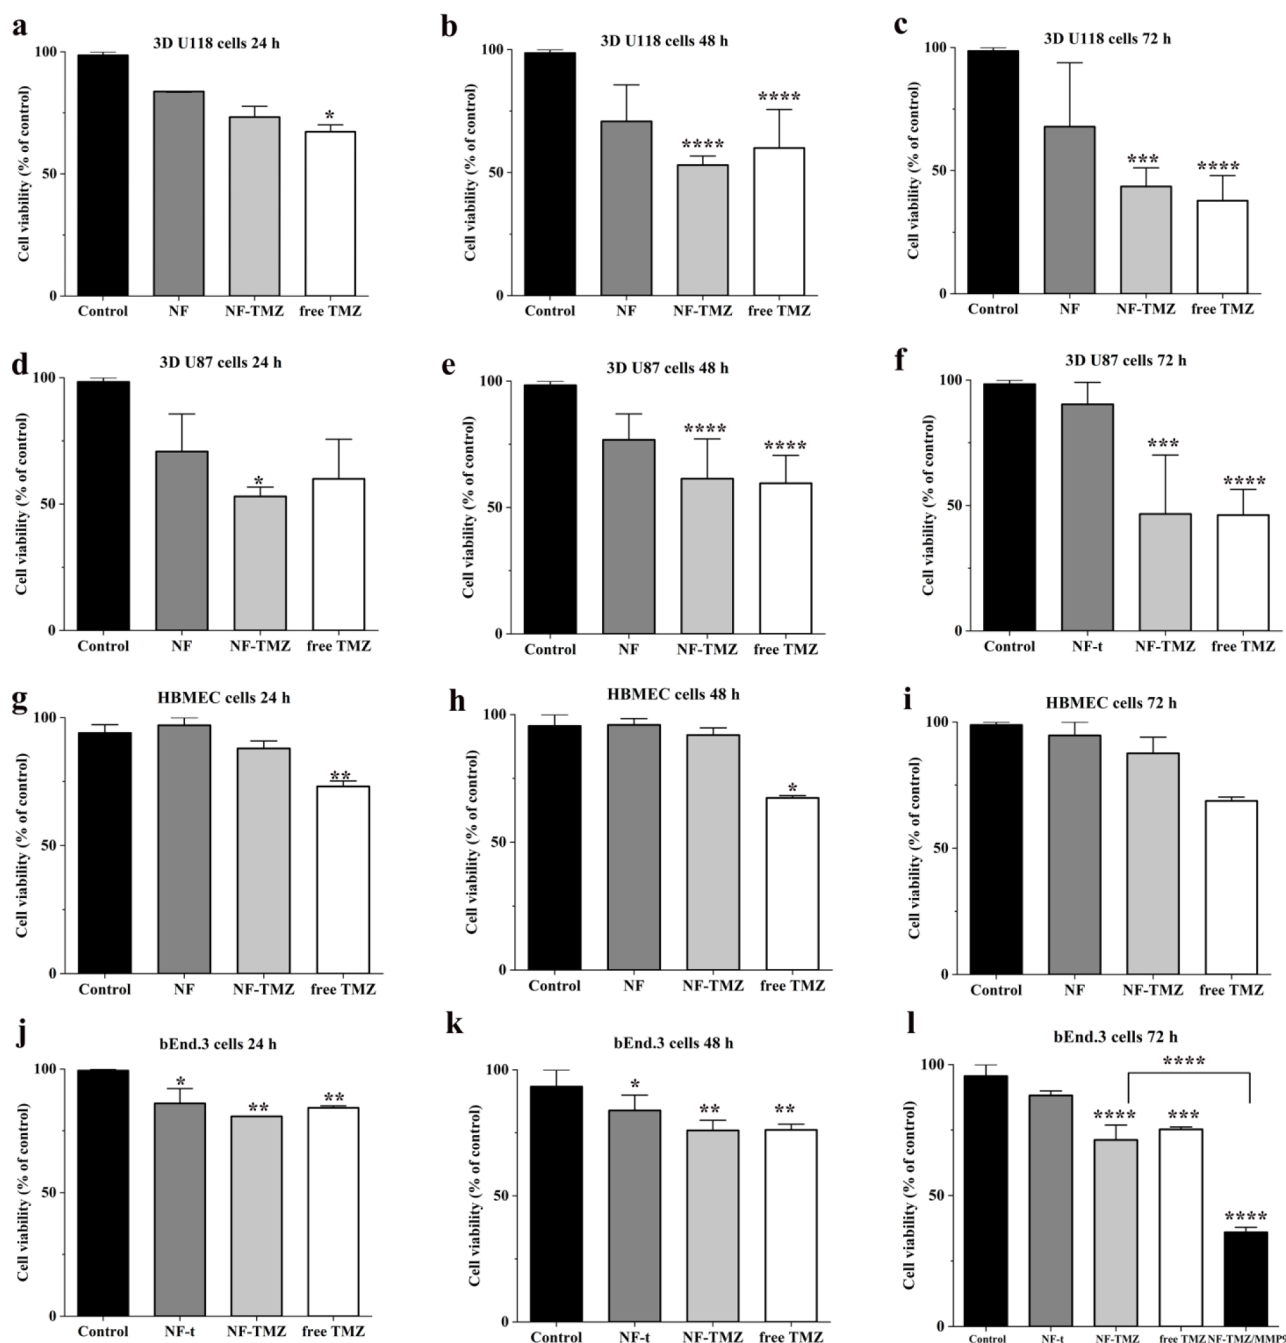 a
3D U118 cells 24 h
Cell viability (% of control)
100
50
0
*
Control NF NF-TMZ free TMZ
b
3D U118 cells 48 h
Cell viability (% of control)
100
50
0
**** ****
Control NF NF-TMZ free TMZ
c
3D U118 cells 72 h
Cell viability (% of control)
100
50
0
*** ****
Control NF NF-TMZ free TMZ
d
3D U87 cells 24 h
Cell viability (% of control)
100
50
0
*
Control NF NF-TMZ free TMZ
e
3D U87 cells 48 h
Cell viability (% of control)
100
50
0
**** ****
Control NF NF-TMZ free TMZ
f
3D U87 cells 72 h
Cell viability (% of control)
100
50
0
*** ****
Control NF-t NF-TMZ free TMZ
g
HBMEC cells 24 h
Cell viability (% of control)
100
50
0
**
Control NF NF-TMZ free TMZ
h
HBMEC cells 48 h
Cell viability (% of control)
100
50
0
*
Control NF NF-TMZ free TMZ
i
HBMEC cells 72 h
Cell viability (% of control)
100
50
0
Control NF NF-TMZ free TMZ
j
bEnd.3 cells 24 h
Cell viability (% of control)
100
50
0
* ** **
Control NF-t NF-TMZ free TMZ
k
bEnd.3 cells 48 h
Cell viability (% of control)
100
50
0
* ** **
Control NF-t NF-TMZ free TMZ
l
bEnd.3 cells 72 h
Cell viability (% of control)
100
50
0
****
**** *** ****
Control NF-t NF-TMZ free TMZ